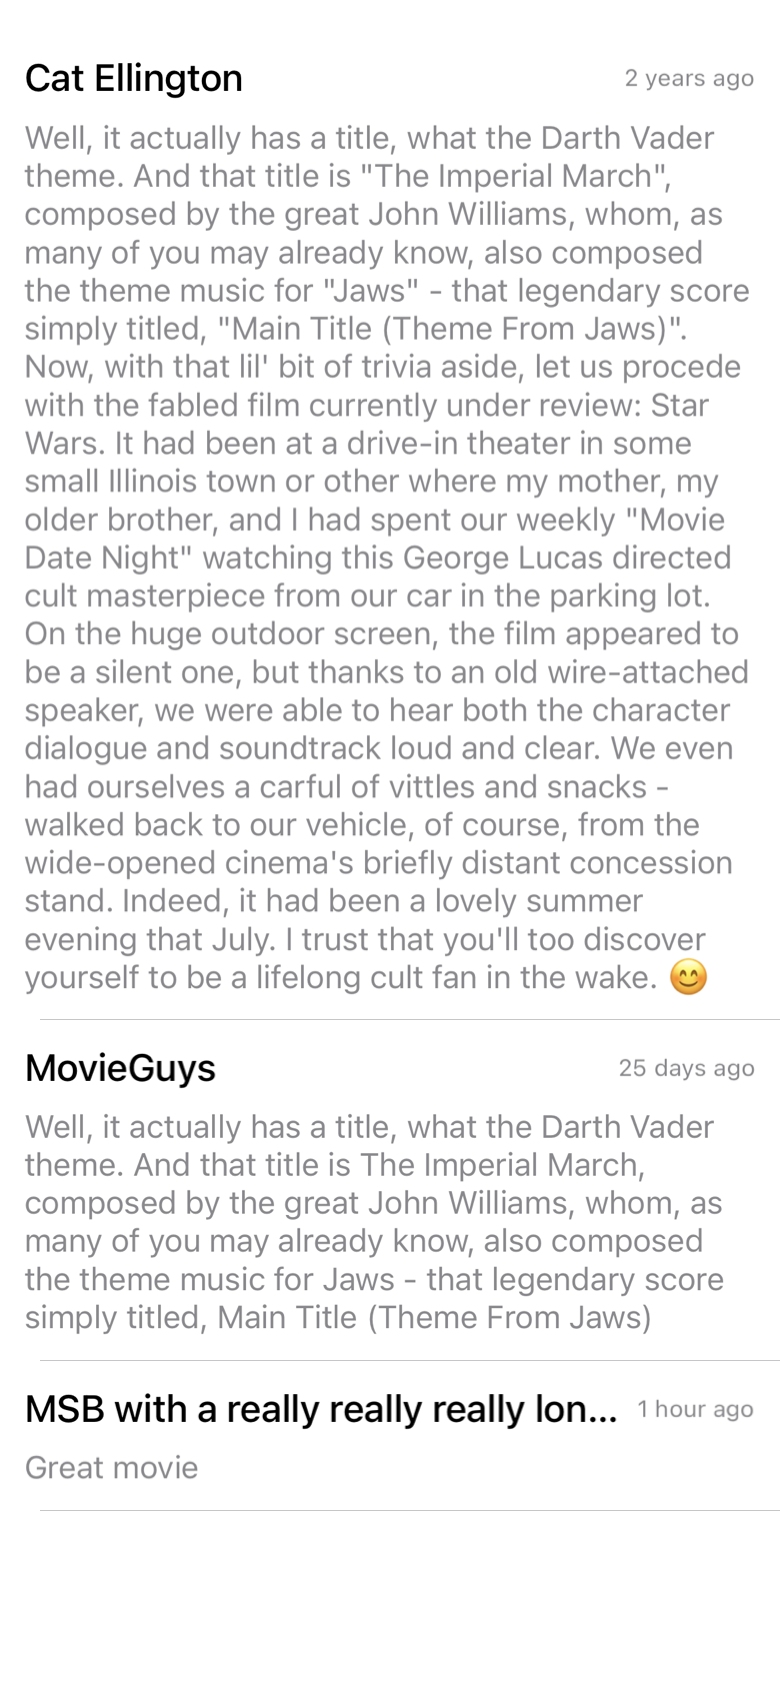 Cat Ellington
2 years ago
Well, it actually has a title, what the Darth Vader
theme. And that title is "The Imperial March",
composed by the great John Williams, whom, as
many of you may already know, also composed
the theme music for "Jaws" - that legendary score
simply titled, "Main Title (Theme From Jaws)".
Now, with that lil' bit of trivia aside, let us procede
with the fabled film currently under review: Star
Wars. It had been at a drive-in theater in some
small Illinois town or other where my mother, my
older brother, and I had spent our weekly "Movie
Date Night" watching this George Lucas directed
cult masterpiece from our car in the parking lot.
On the huge outdoor screen, the film appeared to
be a silent one, but thanks to an old wire-attached
speaker, we were able to hear both the character
dialogue and soundtrack loud and clear. We even
had ourselves a carful of vittles and snacks -
walked back to our vehicle, of course, from the
wide-opened cinema's briefly distant concession
stand. Indeed, it had been a lovely summer
evening that July. I trust that you'll too discover
yourself to be a lifelong cult fan in the wake. 😊
MovieGuys
25 days ago
Well, it actually has a title, what the Darth Vader
theme. And that title is The Imperial March,
composed by the great John Williams, whom, as
many of you may already know, also composed
the theme music for Jaws - that legendary score
simply titled, Main Title (Theme From Jaws)
MSB with a really really really lon...
1 hour ago
Great movie